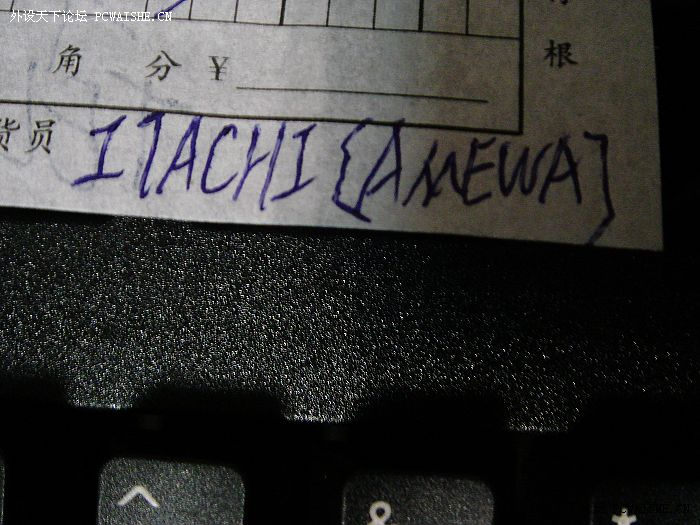 外设天下论坛 PCWAISHE.CN
根
角 分 ¥
货员 ITACHI [AMEWA]
^ & *